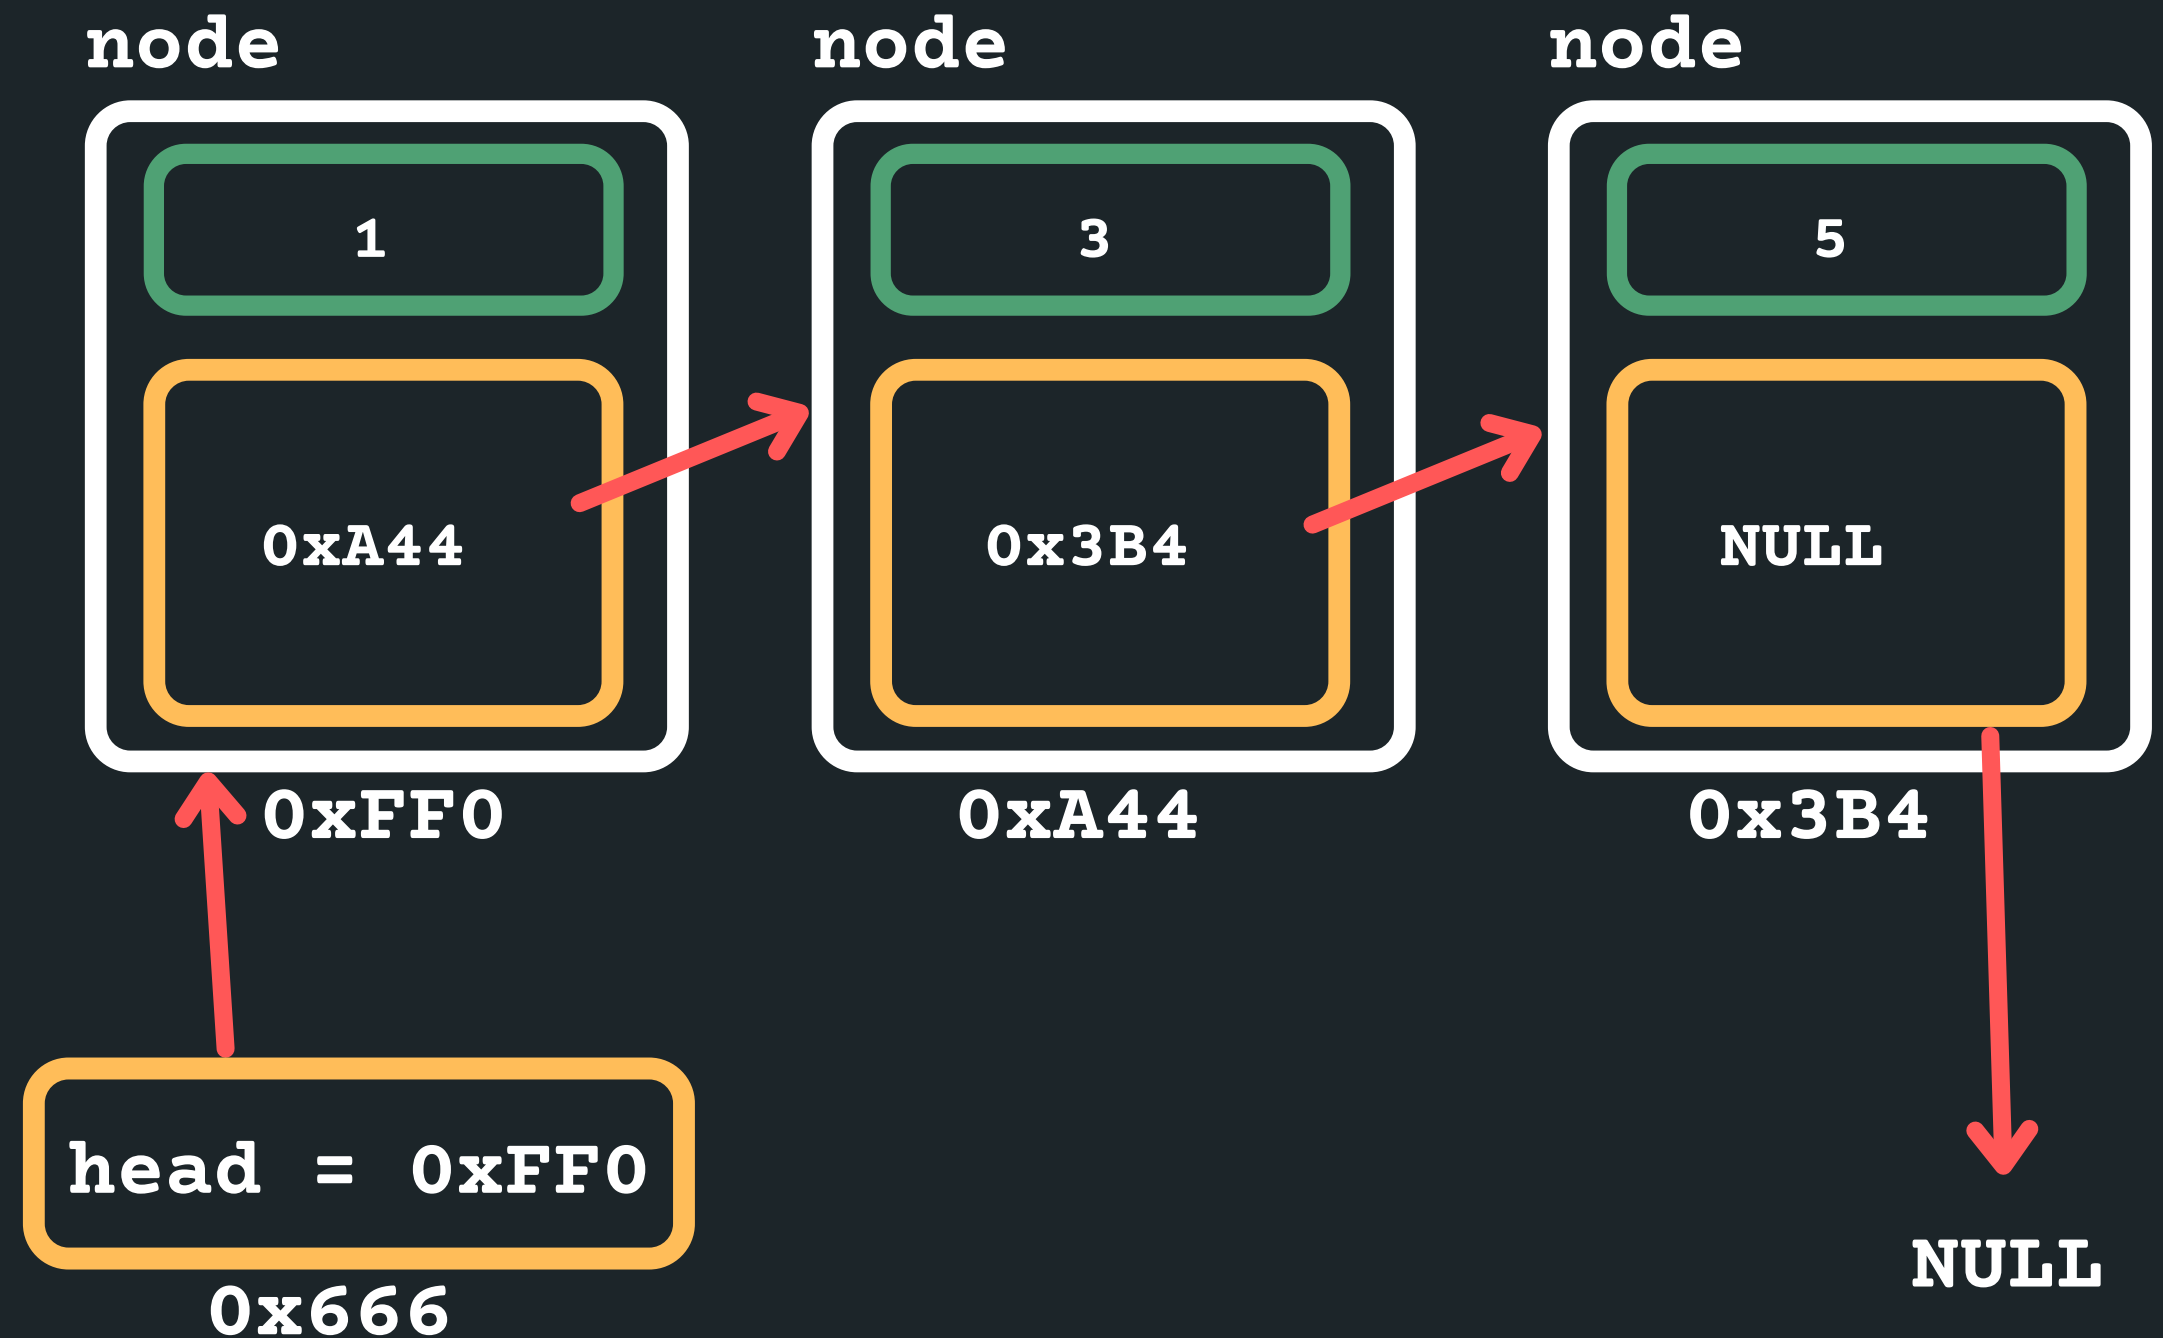 node node node
1 3 5
0xA44 0x3B4 NULL
0xFF0 0xA44 0x3B4
head = 0xFF0
NULL
0x666